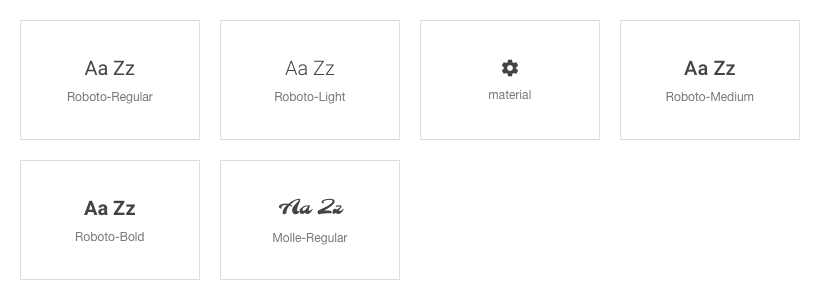 Aa Zz
Roboto-Regular
Aa Zz
Roboto-Light
material
Aa Zz
Roboto-Medium
Aa Zz
Roboto-Bold
Aa Zz
Molle-Regular